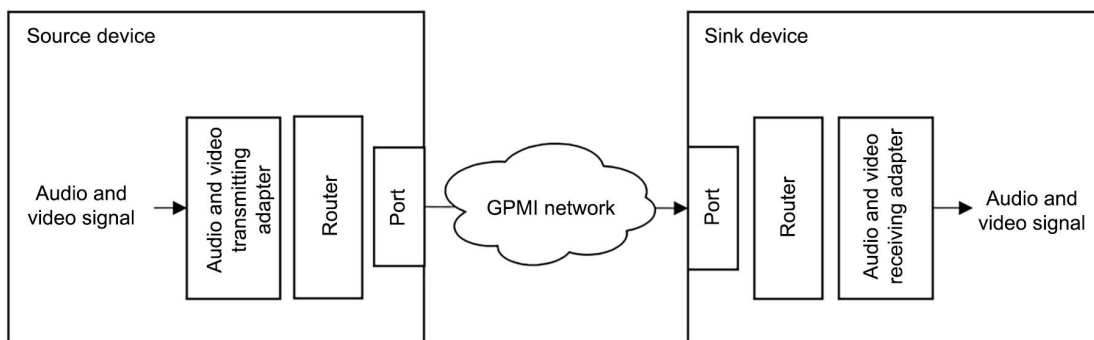 Source device
Audio and
video signal
Audio and video
transmitting
adapter
Router
Port
GPMI network
Sink device
Port
Router
Audio and video
receiving adapter
Audio and
video signal